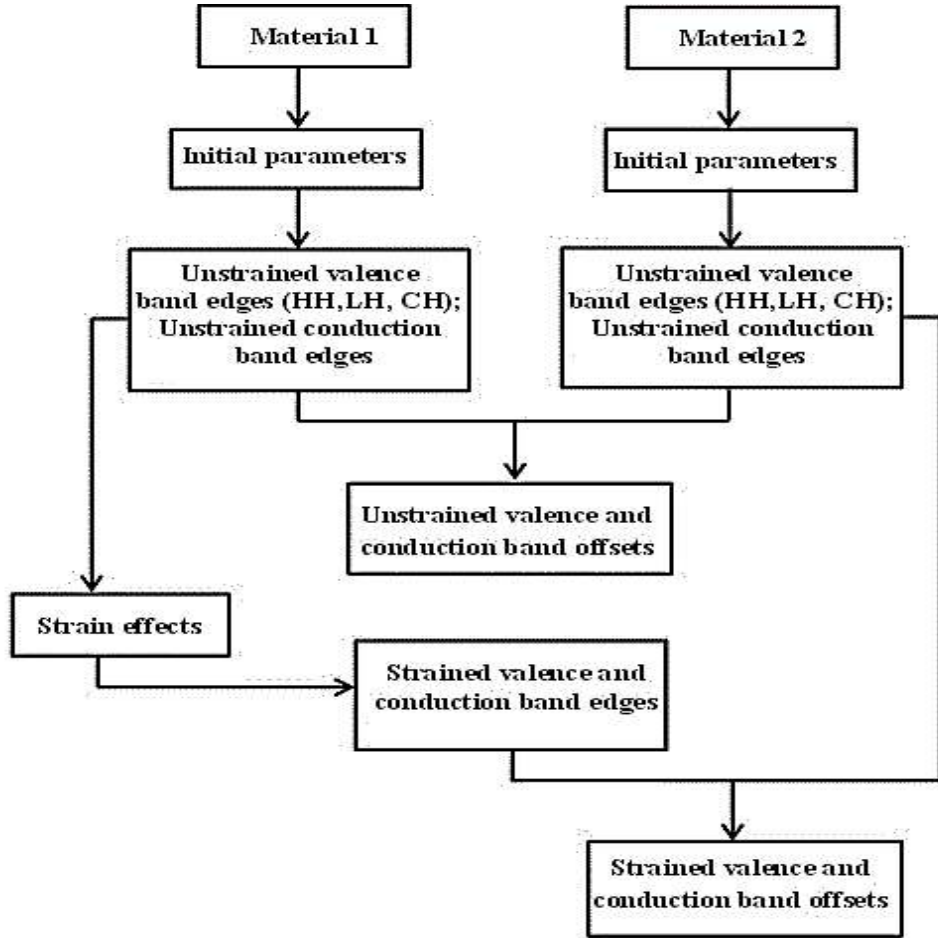 Material 1
Material 2
Initial parameters
Initial parameters
Unstrained valence
band edges (HH,LH, CH);
Unstrained conduction
band edges
Unstrained valence
band edges (HH,LH, CH);
Unstrained conduction
band edges
Unstrained valence and
conduction band offsets
Strain effects
Strained valence and
conduction band edges
Strained valence and
conduction band offsets